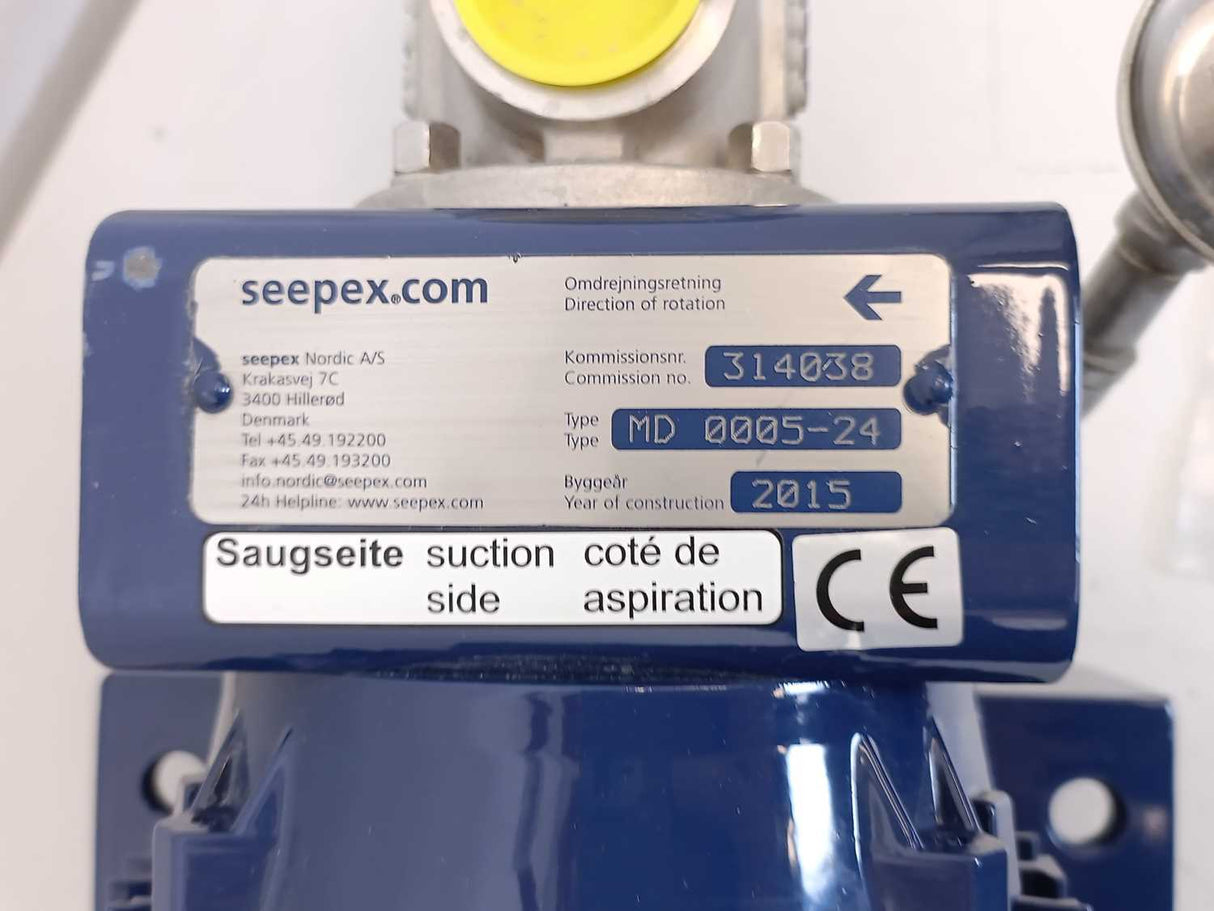 seepex.com
Omdrejningsretning
Direction of rotation
←
seepex Nordic A/S
Krakasvej 7C
3400 Hillerød
Denmark
Tel +45.49.192200
Fax +45.49.193200
info.nordic@seepex.com
24h Helpline: www.seepex.com
Kommissionsnr.
Commission no. 314038
Type
Type MD 0005-24
Byggeår
Year of construction 2015
Saugseite suction side coté de aspiration
CE